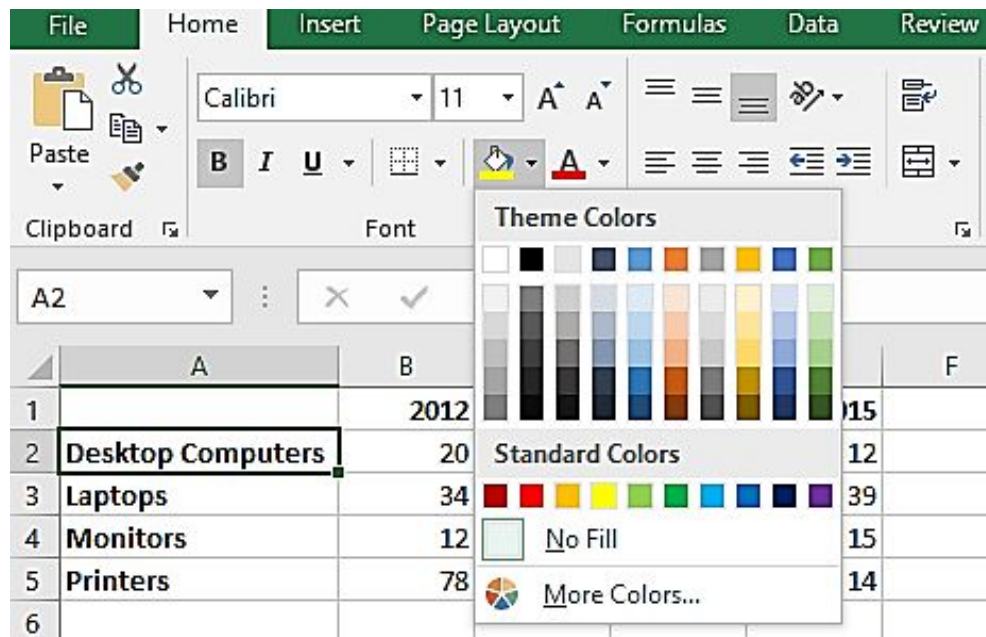 File Home Insert Page Layout Formulas Data Review
Calibri 11 A A
Paste B I U A
Clipboard Font
Theme Colors
A2
A B F
1 2012 015
2 Desktop Computers 20 12
Standard Colors
3 Laptops 34 39
4 Monitors 12 No Fill 15
5 Printers 78 14
More Colors...
6